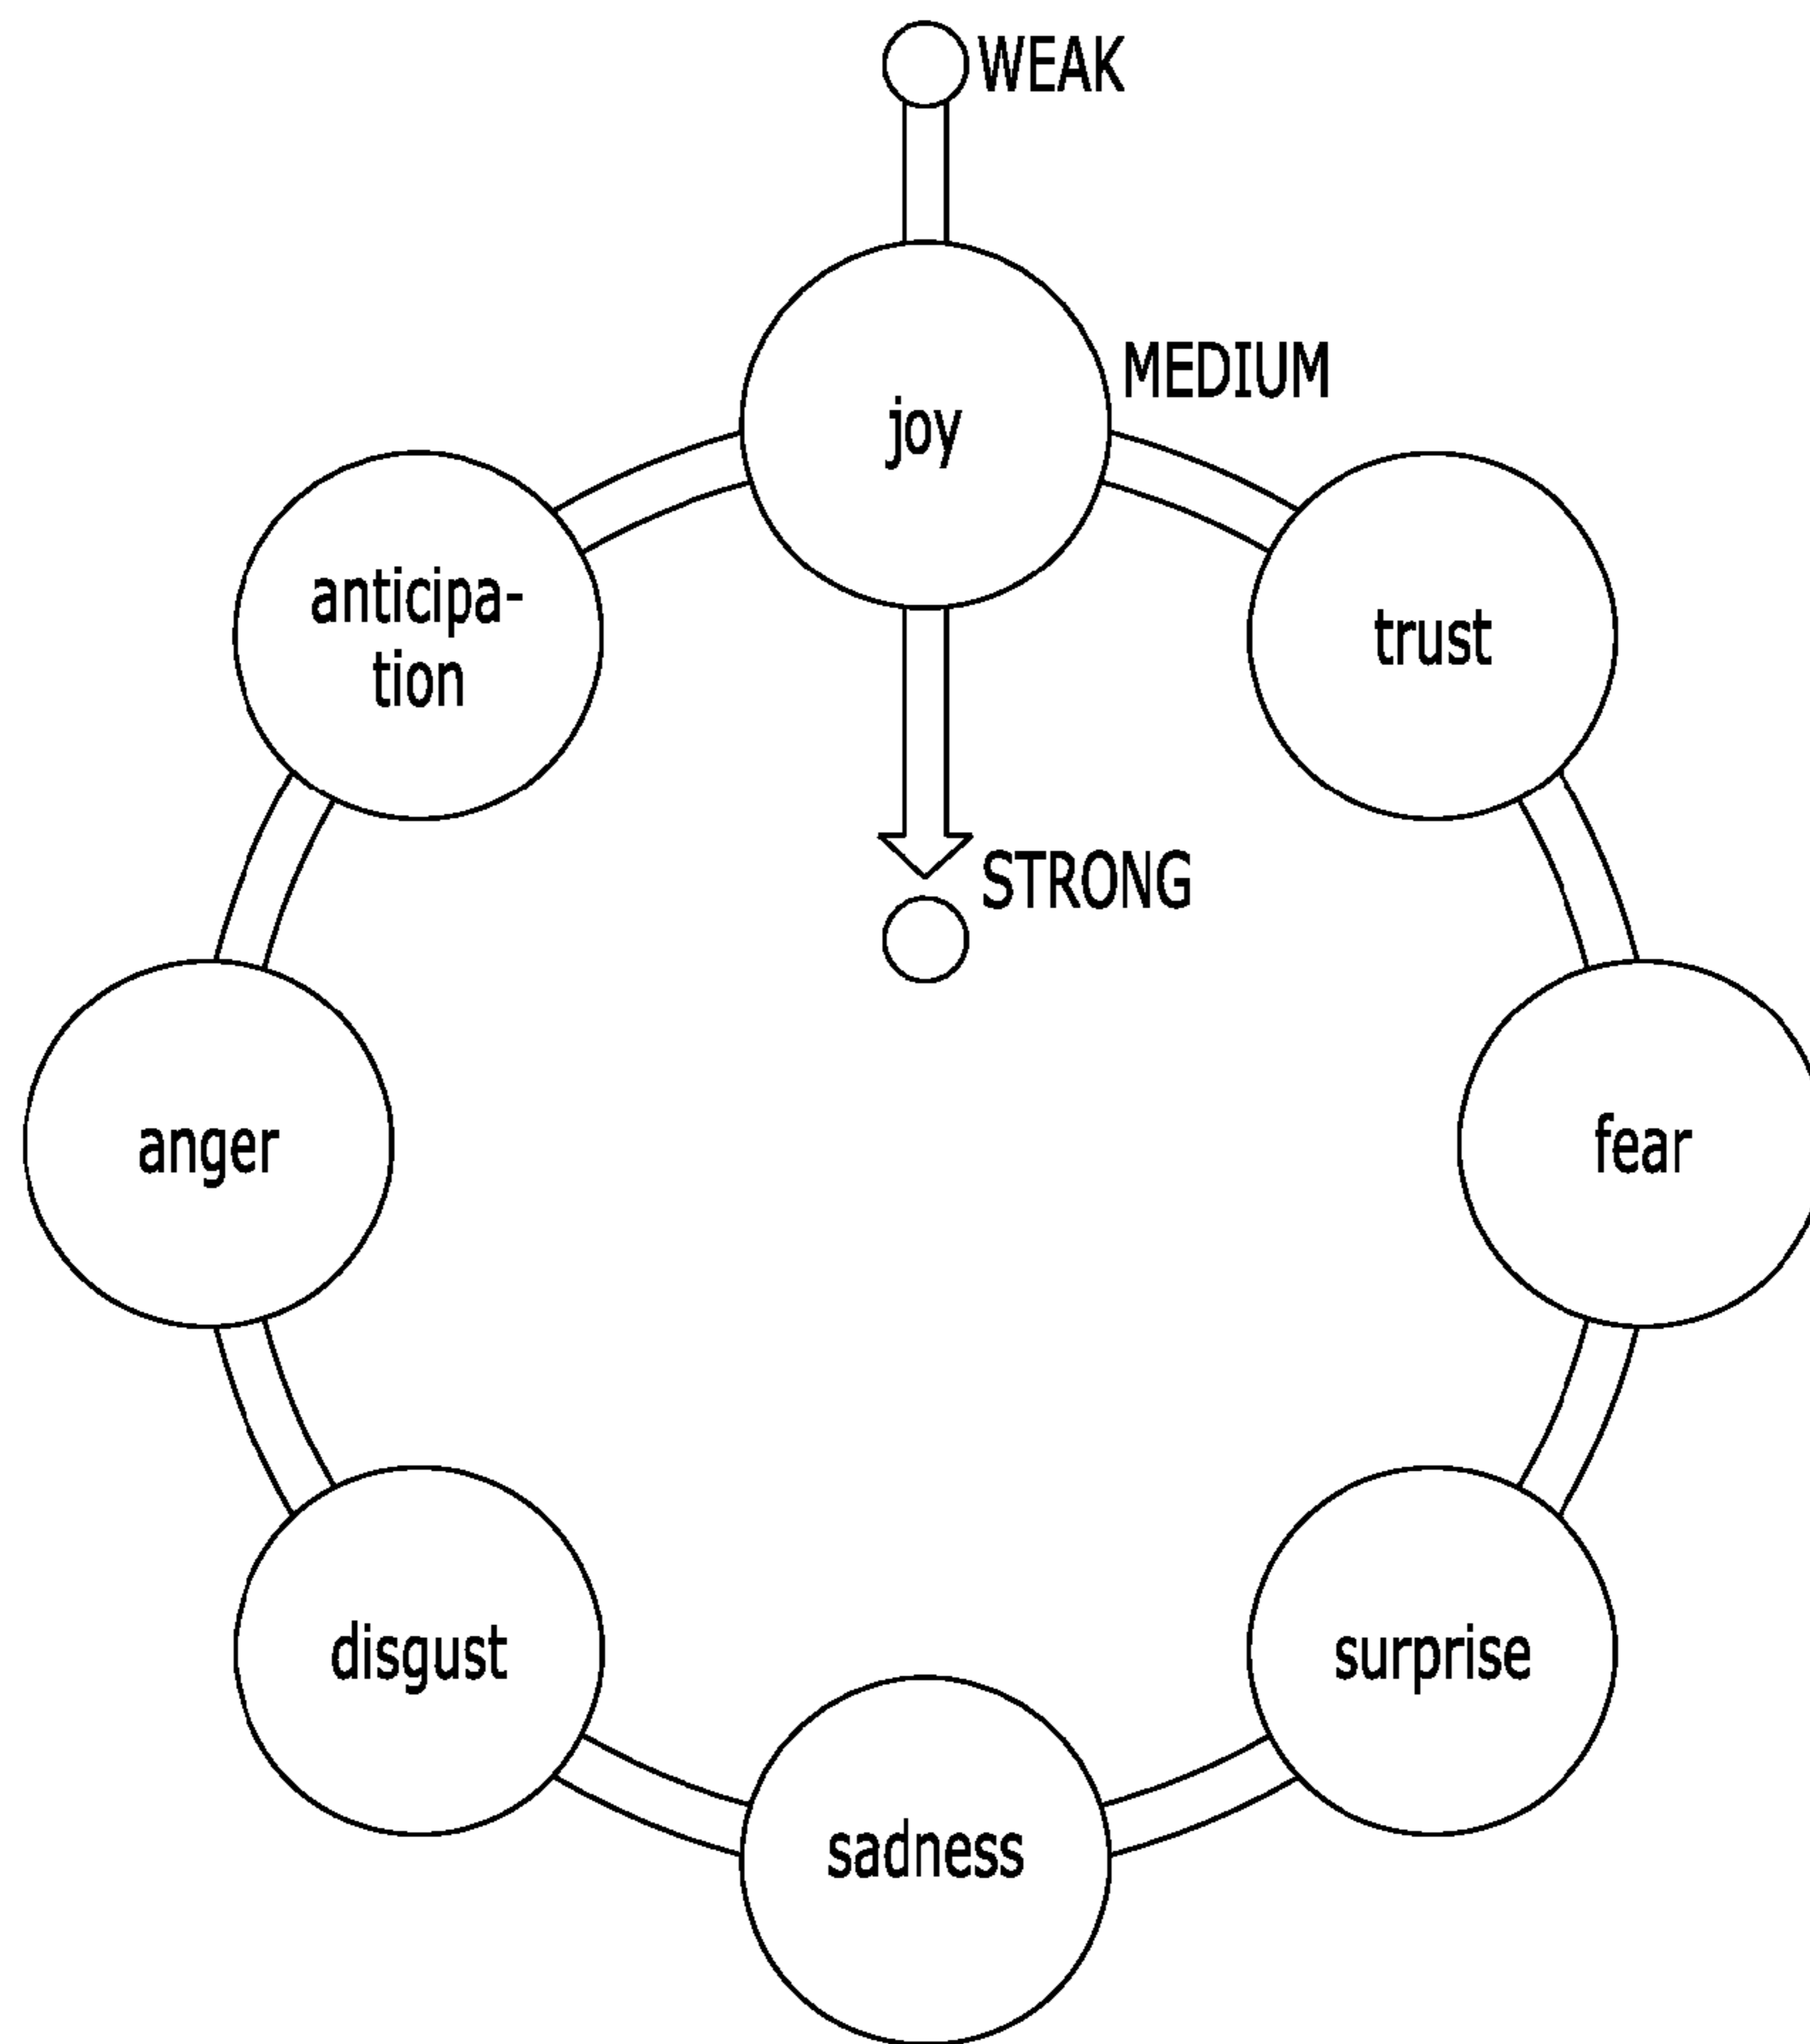 WEAK
MEDIUM
joy
anticipa-
tion
trust
STRONG
anger
fear
disgust
surprise
sadness